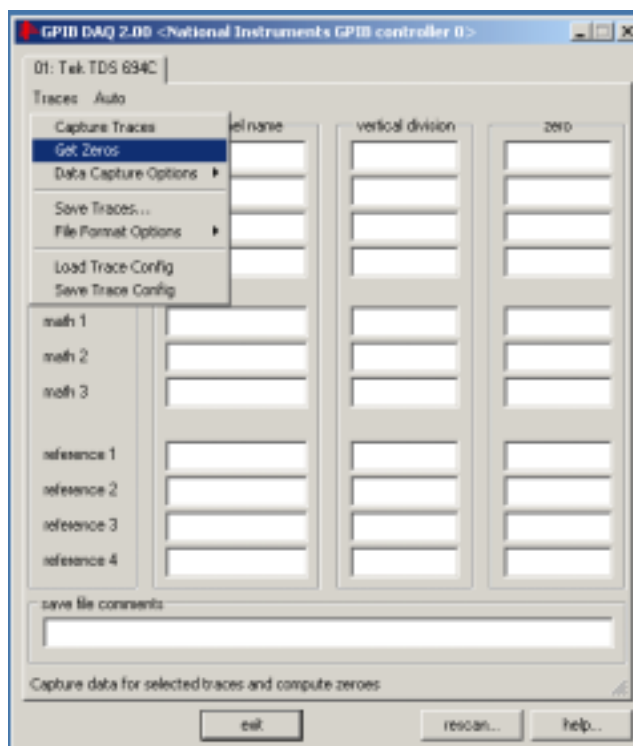 GPIB DAQ 2.00 <National Instruments GPIB controller 0>
01: Tek TDS 694C
Traces Auto
Capture Traces
Get Zeros
Data Capture Options
Save Traces...
File Format Options
Load Trace Config
Save Trace Config
el name
vertical division
zero
math 1
math 2
math 3
reference 1
reference 2
reference 3
reference 4
save file comments
Capture data for selected traces and compute zeroes
exit
rescan...
help...